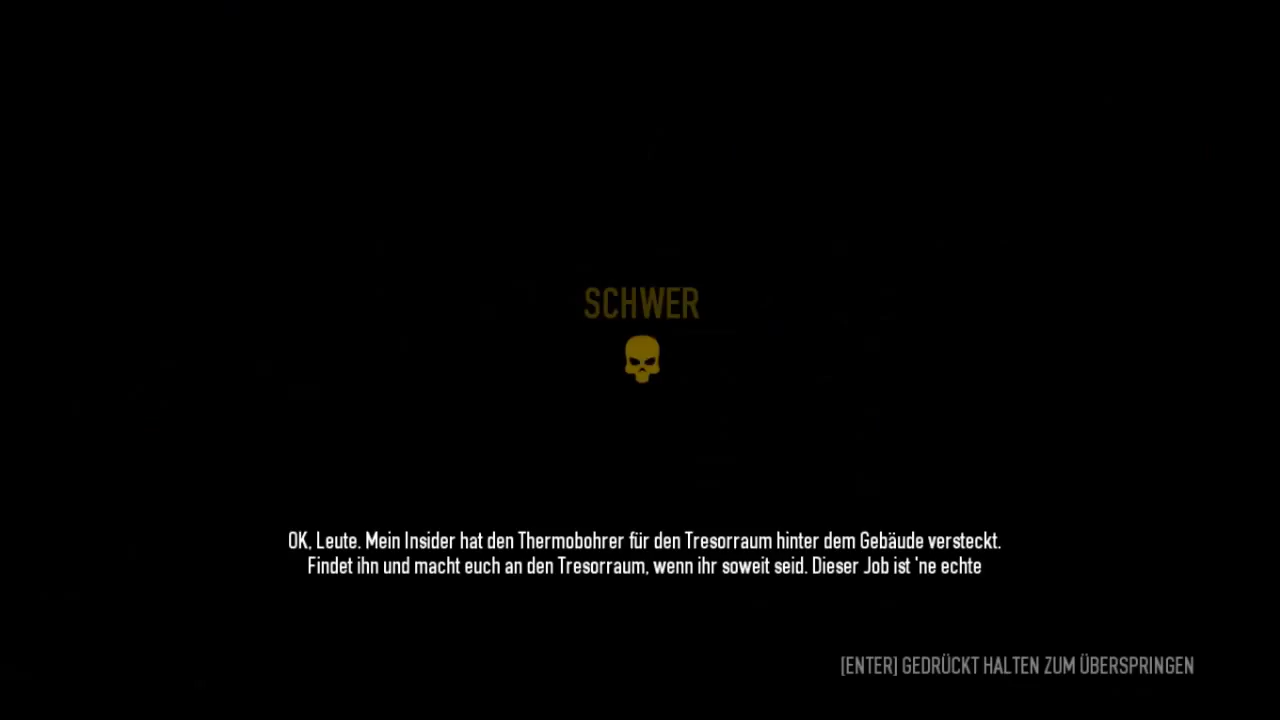 SCHWER
OK, Leute. Mein Insider hat den Thermobohrer für den Tresorraum hinter dem Gebäude versteckt.
Findet ihn und macht euch an den Tresorraum, wenn ihr soweit seid. Dieser Job ist 'ne echte
[ENTER] GEDRÜCKT HALTEN ZUM ÜBERSPRINGEN